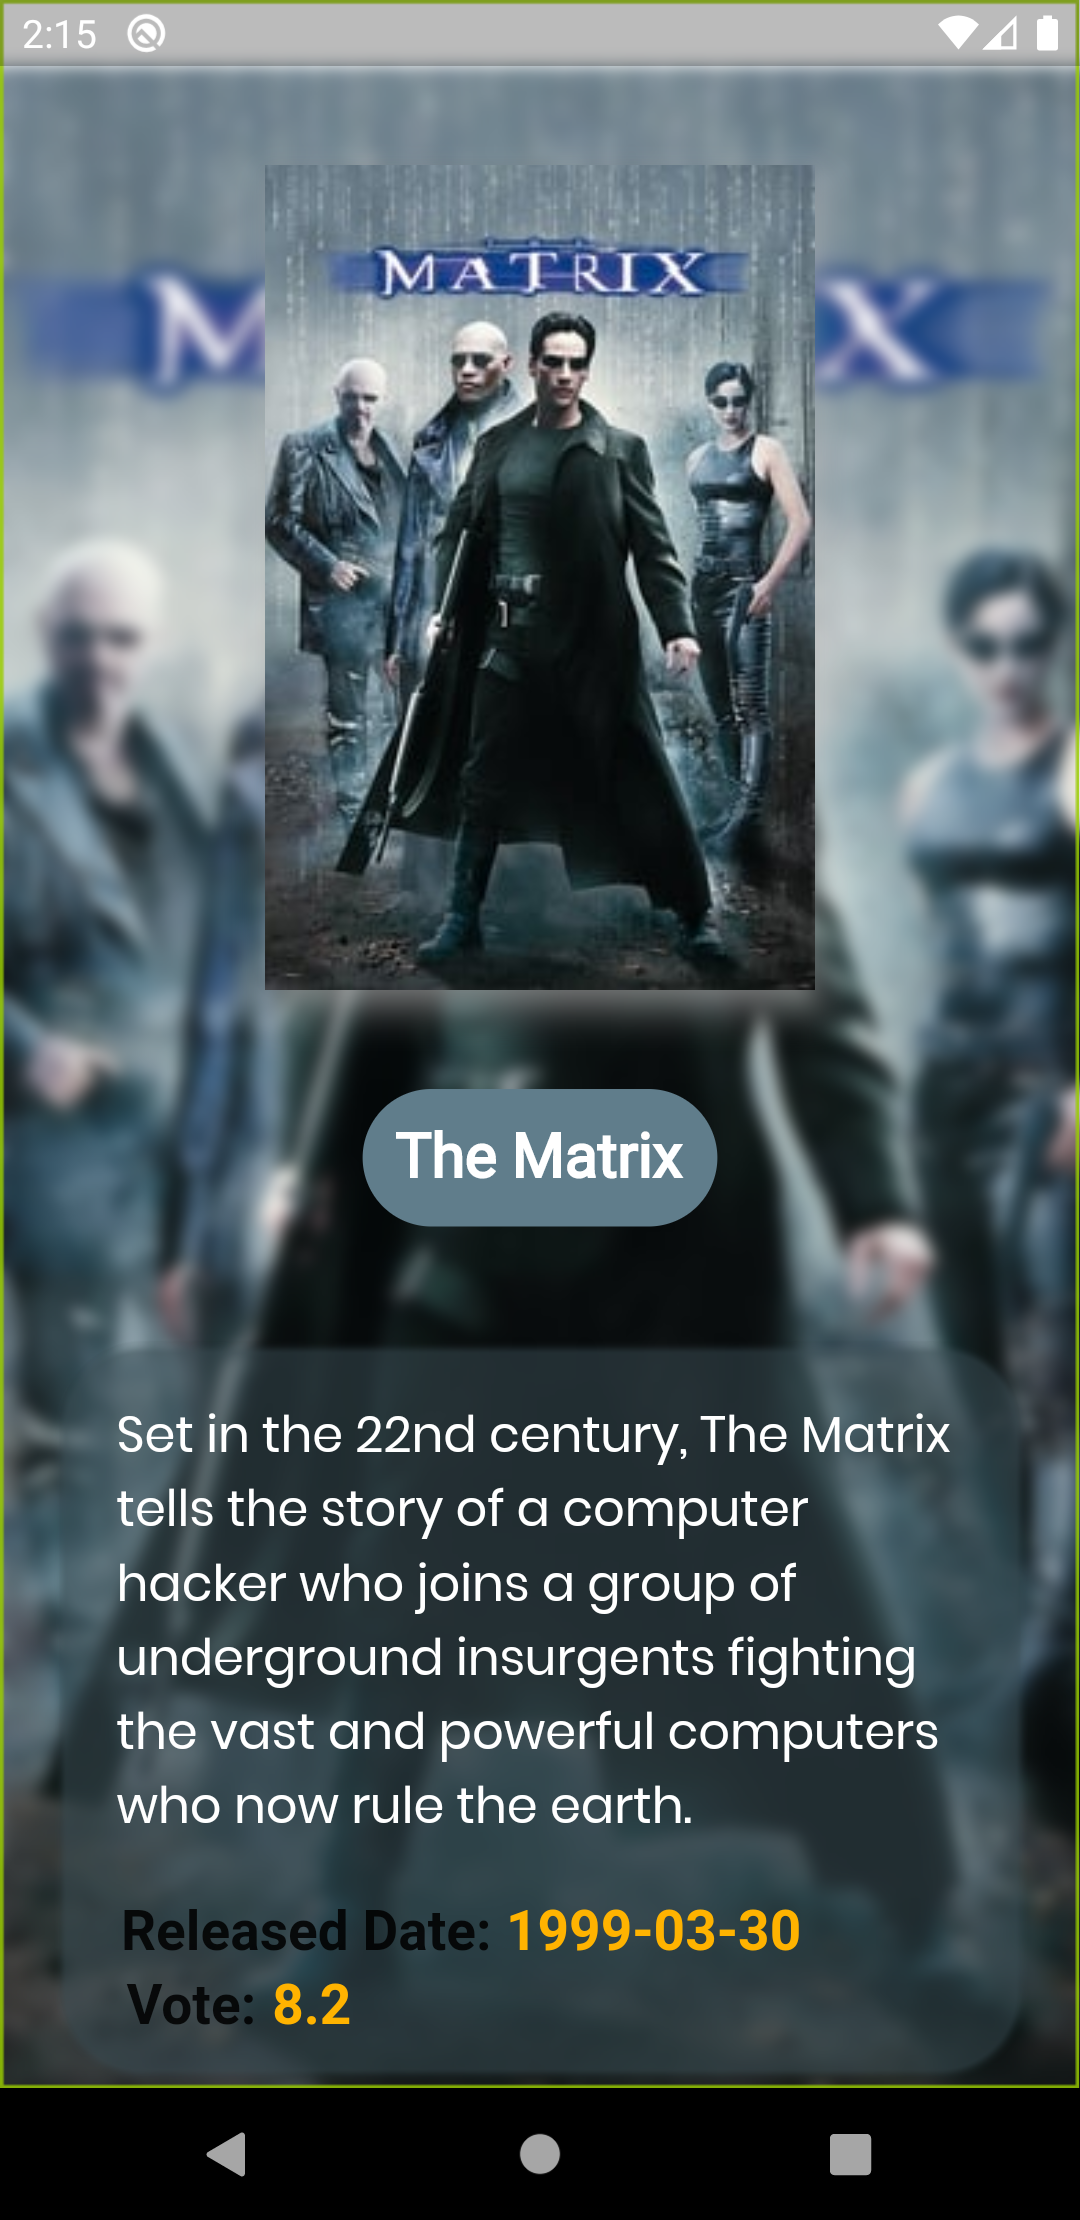 2:15
MATRIX
M X
The Matrix
Set in the 22nd century, The Matrix
tells the story of a computer
hacker who joins a group of
underground insurgents fighting
the vast and powerful computers
who now rule the earth.
Released Date: 1999-03-30
Vote: 8.2